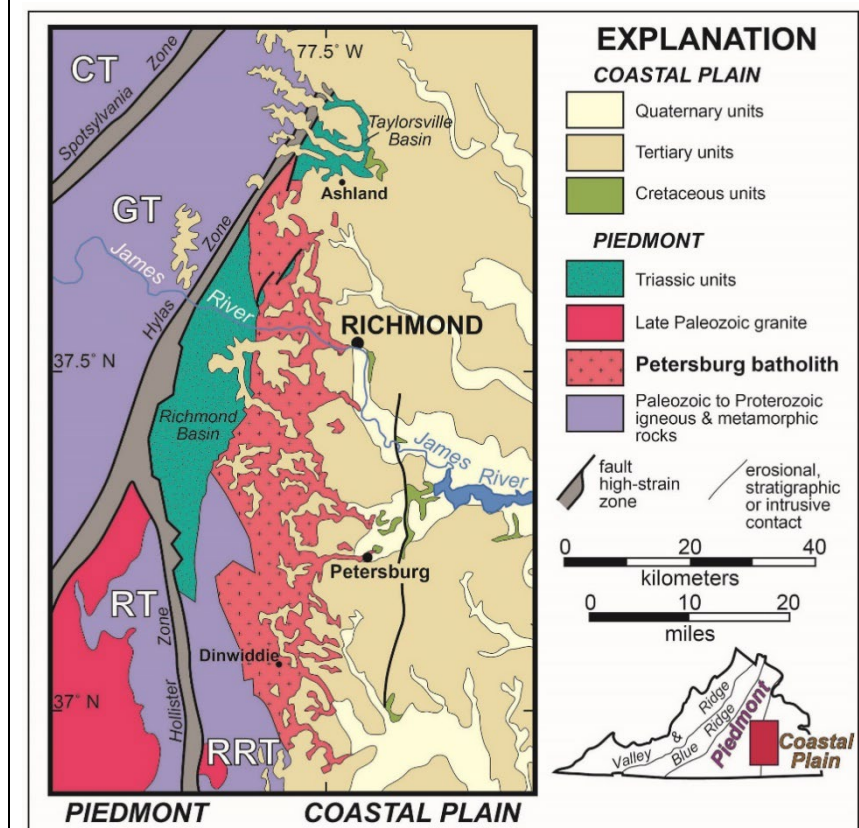 77.5° W
CT
Spotsylvania Zone
Taylorsville
Basin
Ashland
GT
Hylas Zone
James River
RICHMOND
37.5° N
Richmond
Basin
James
River
Petersburg
RT
Dinwiddie
37° N
Hollister Zone
RRT
PIEDMONT COASTAL PLAIN
EXPLANATION
COASTAL PLAIN
Quaternary units
Tertiary units
Cretaceous units
PIEDMONT
Triassic units
Late Paleozoic granite
Petersburg batholith
Paleozoic to Proterozoic
igneous & metamorphic
rocks
fault
high-strain
zone
erosional,
stratigraphic
or intrusive
contact
0 20 40
kilometers
0 10 20
miles
Valley & Ridge
Blue Ridge
Piedmont
Coastal
Plain